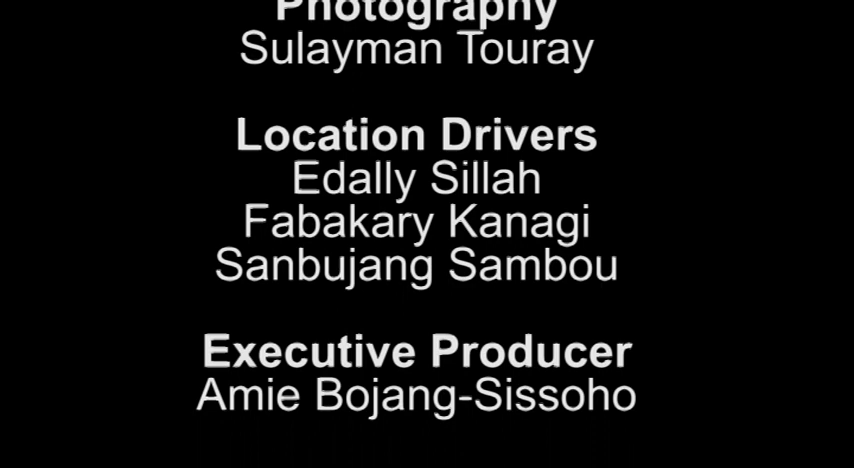 Photography
Sulayman Touray
Location Drivers
Edally Sillah
Fabakary Kanagi
Sanbujang Sambou
Executive Producer
Amie Bojang-Sissoho